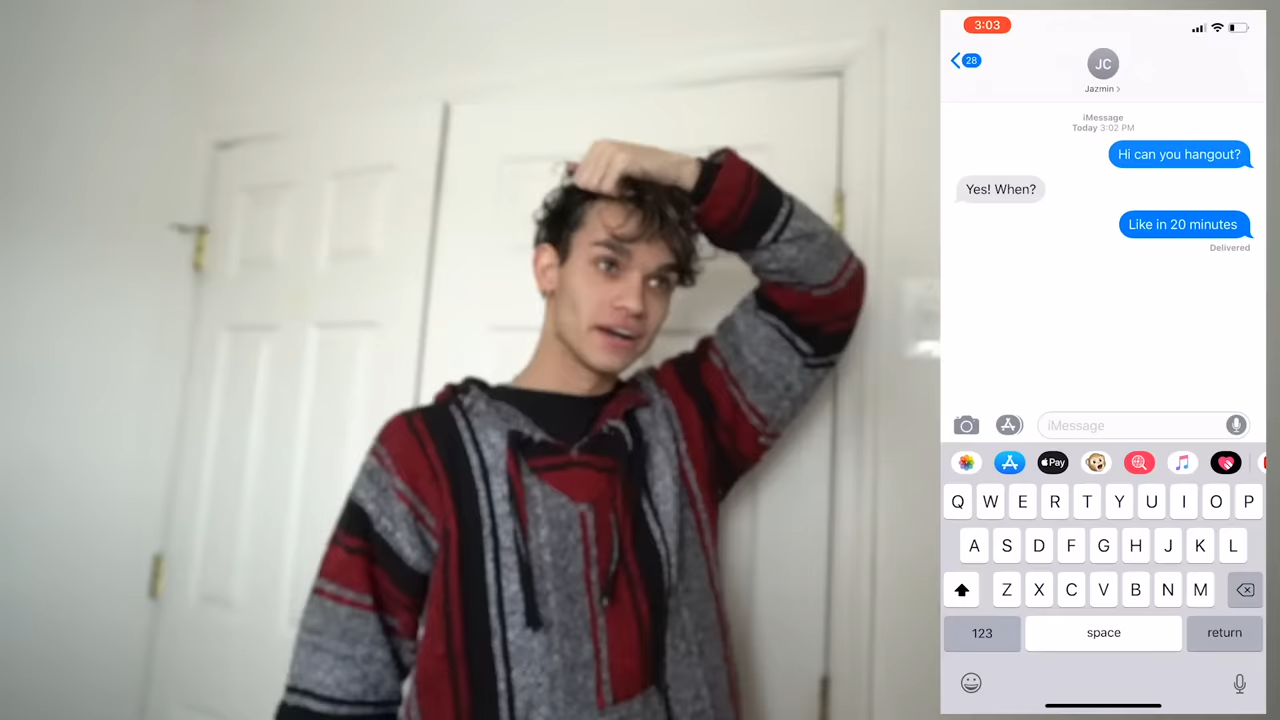 3:03
28
JC
Jazmin >
iMessage
Today 3:02 PM
Hi can you hangout?
Yes! When?
Like in 20 minutes
Delivered
iMessage
Pay
Q W E R T Y U I O P
A S D F G H J K L
Z X C V B N M
123 space return